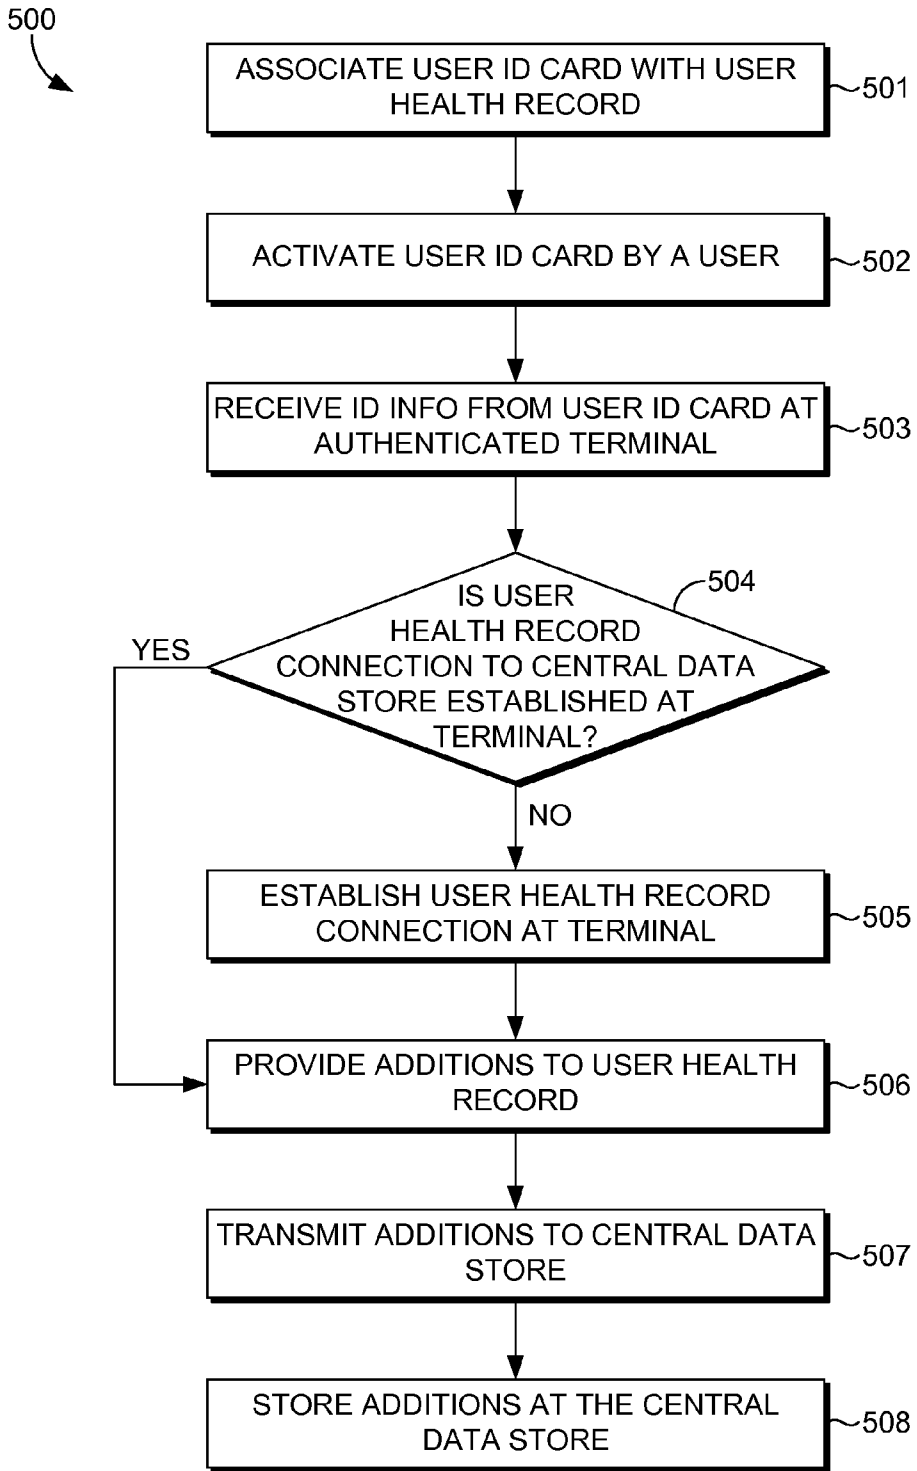 500
ASSOCIATE USER ID CARD WITH USER
HEALTH RECORD
501
ACTIVATE USER ID CARD BY A USER
502
RECEIVE ID INFO FROM USER ID CARD AT
AUTHENTICATED TERMINAL
503
504
IS USER
HEALTH RECORD
CONNECTION TO CENTRAL DATA
STORE ESTABLISHED AT
TERMINAL?
YES
NO
ESTABLISH USER HEALTH RECORD
CONNECTION AT TERMINAL
505
PROVIDE ADDITIONS TO USER HEALTH
RECORD
506
TRANSMIT ADDITIONS TO CENTRAL DATA
STORE
507
STORE ADDITIONS AT THE CENTRAL
DATA STORE
508